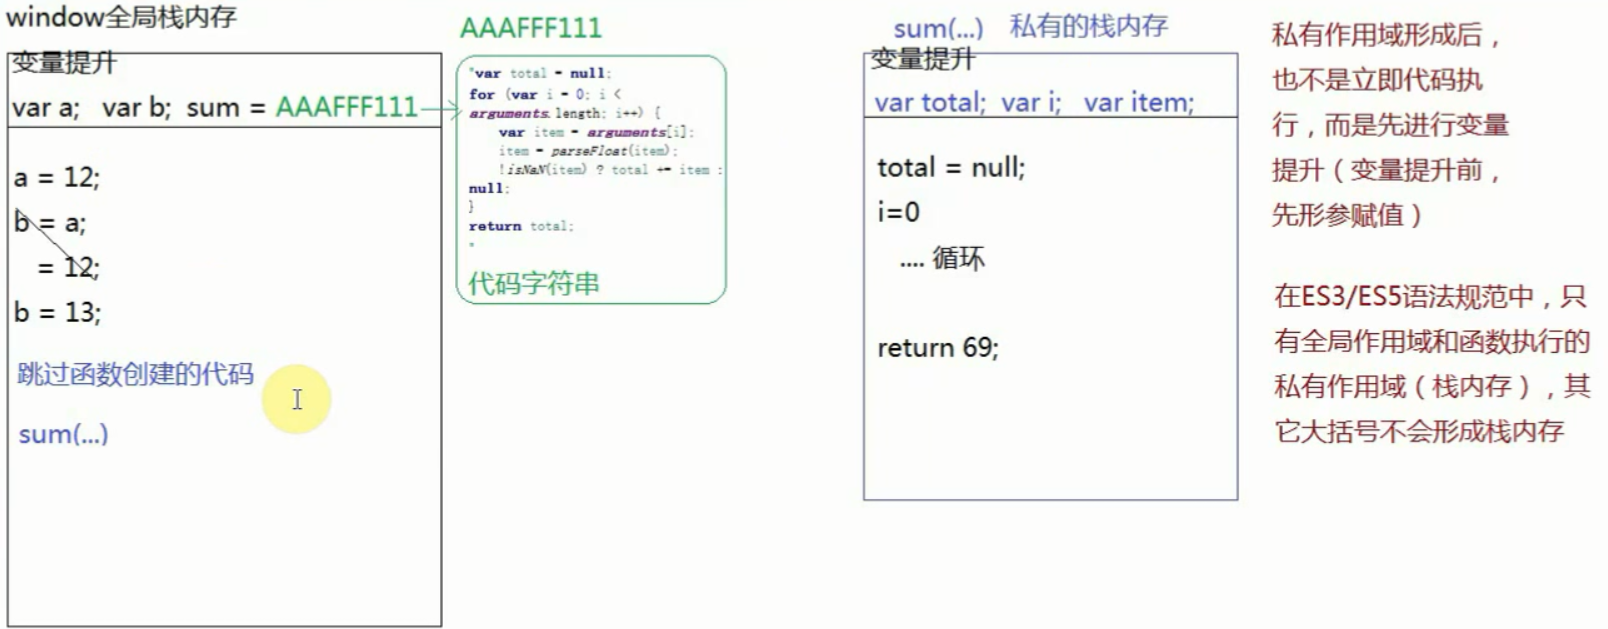 window全局栈内存
变量提升
var a;   var b;  sum = AAAFFF111
a = 12;
b = a;
= 12;
b = 13;
跳过函数创建的代码
sum(...)
AAAFFF111
"var total = null;
for (var i = 0; i <
arguments.length; i++) {
var item = arguments[i];
item = parseFloat(item);
!isNaN(item) ? total += item :
null;
}
return total;
"
代码字符串
sum(...)   私有的栈内存
变量提升
var total;  var i;   var item;
total = null;
i=0
.... 循环
return 69;
私有作用域形成后，
也不是立即代码执
行，而是先进行变量
提升（变量提升前，
先形参赋值）
在ES3/ES5语法规范中，只
有全局作用域和函数执行的
私有作用域（栈内存），其
它大括号不会形成栈内存